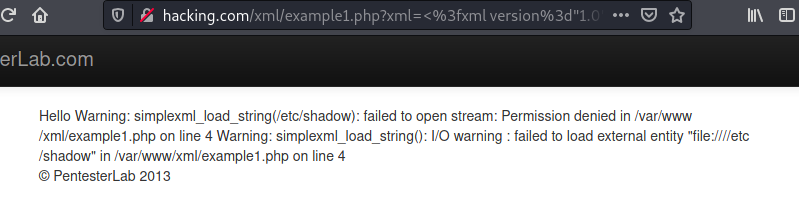 hacking.com/xml/example1.php?xml=<%3fxml version%3d"1.0
erLab.com
Hello Warning: simplexml_load_string(/etc/shadow): failed to open stream: Permission denied in /var/www
/xml/example1.php on line 4 Warning: simplexml_load_string(): I/O warning : failed to load external entity "file:////etc
/shadow" in /var/www/xml/example1.php on line 4
© PentesterLab 2013